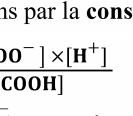 ns par la cons
OO⁻ ] ×[H⁺]
COOH]